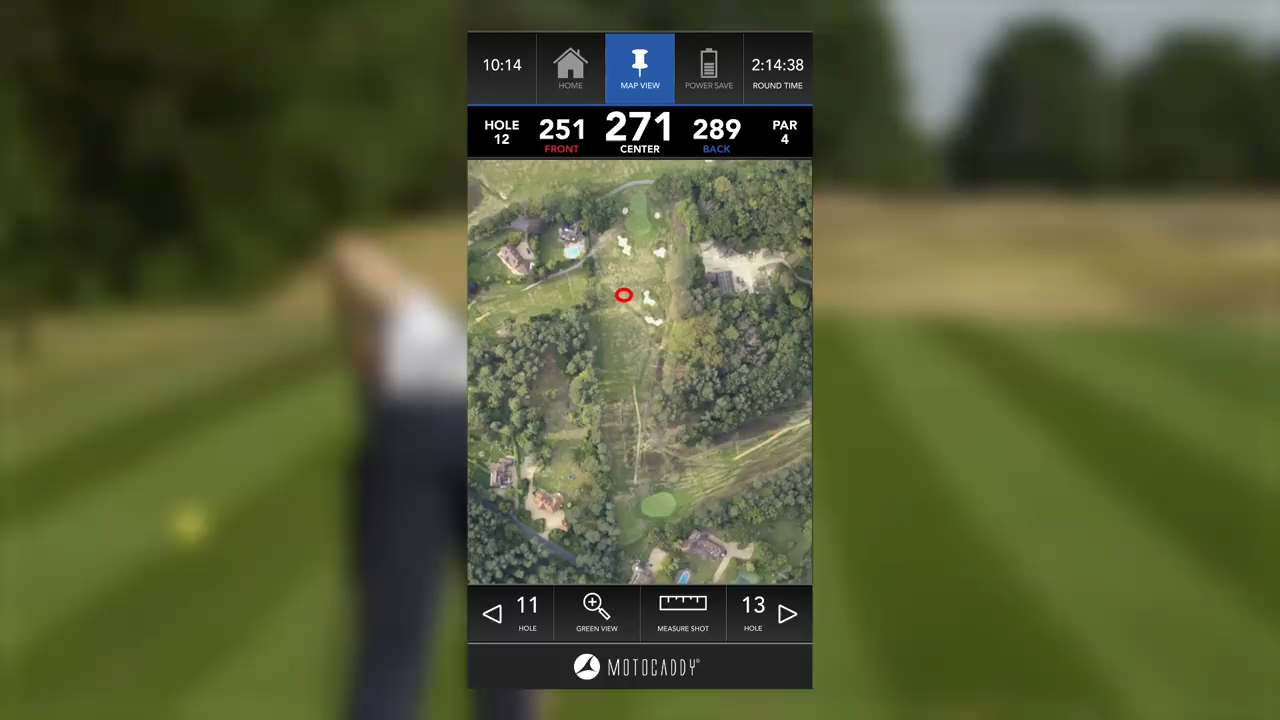 10:14
HOME
MAP VIEW
POWER SAVE
2:14:38
ROUND TIME
HOLE
12
251
FRONT
271
CENTER
289
BACK
PAR
4
11
HOLE
GREEN VIEW
MEASURE SHOT
13
HOLE
MOTOCADDY